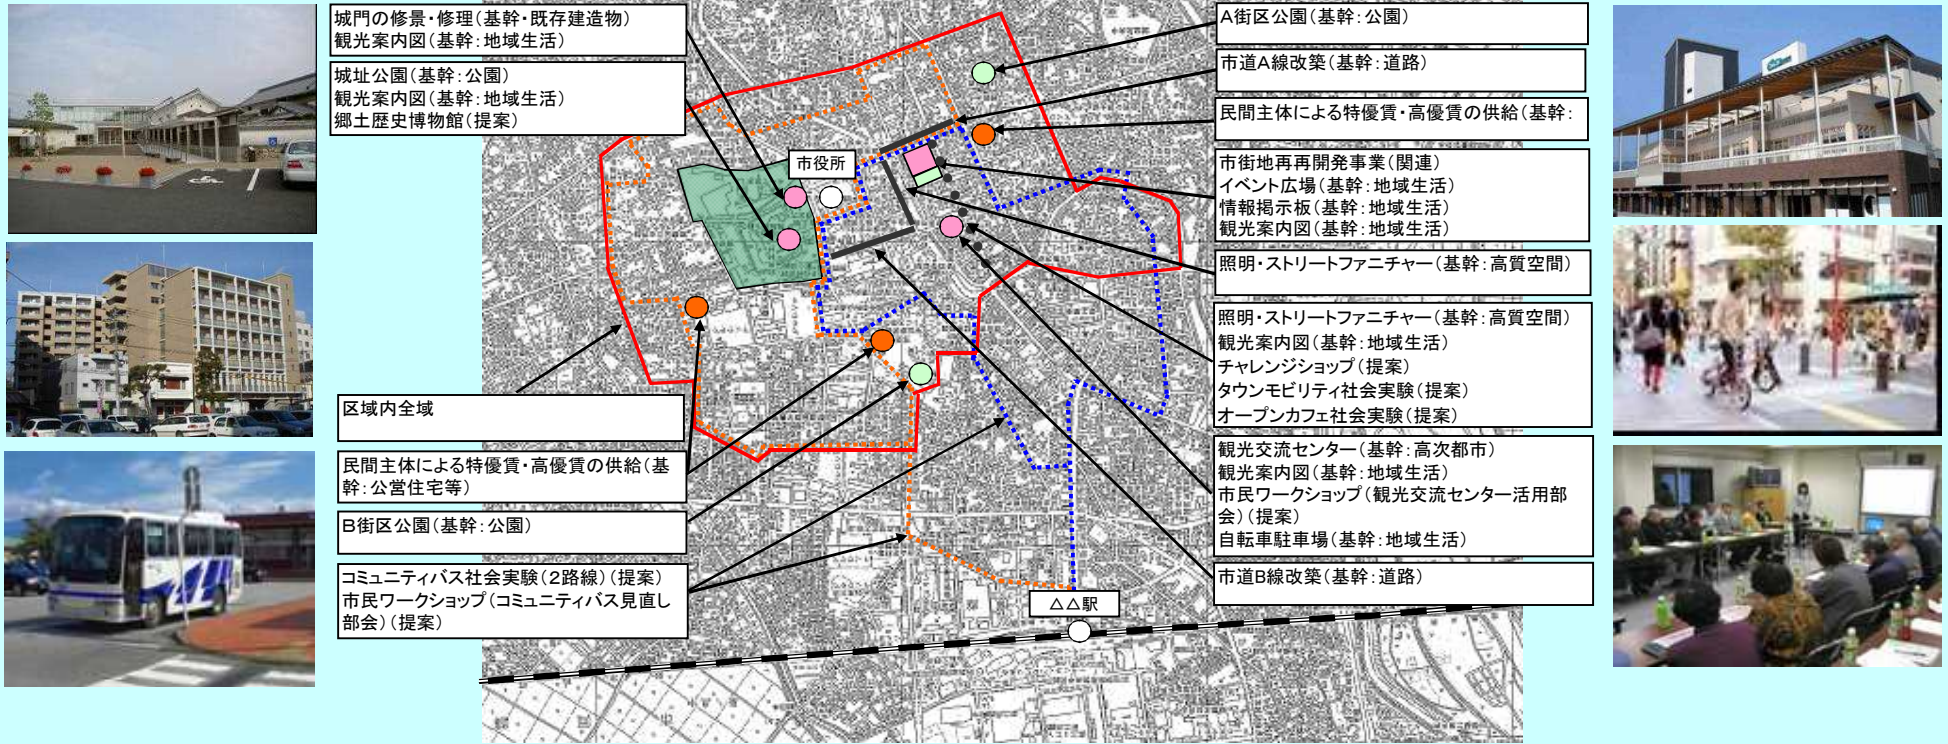 城門の修景・修理(基幹・既存建造物)
観光案内図(基幹:地域生活)
城址公園(基幹:公園)
観光案内図(基幹:地域生活)
郷土歴史博物館(提案)
市役所
区域内全域
民間主体による特優賃・高優賃の供給(基
幹:公営住宅等)
B街区公園(基幹:公園)
コミュニティバス社会実験(2路線)(提案)
市民ワークショップ(コミュニティバス見直し
部会)(提案)
△△駅
A街区公園(基幹:公園)
市道A線改築(基幹:道路)
民間主体による特優賃・高優賃の供給(基幹:
市街地再再開発事業(関連)
イベント広場(基幹:地域生活)
情報掲示板(基幹:地域生活)
観光案内図(基幹:地域生活)
照明・ストリートファニチャー(基幹:高質空間)
照明・ストリートファニチャー(基幹:高質空間)
観光案内図(基幹:地域生活)
チャレンジショップ(提案)
タウンモビリティ社会実験(提案)
オープンカフェ社会実験(提案)
観光交流センター(基幹:高次都市)
観光案内図(基幹:地域生活)
市民ワークショップ(観光交流センター活用部
会)(提案)
自転車駐車場(基幹:地域生活)
市道B線改築(基幹:道路)